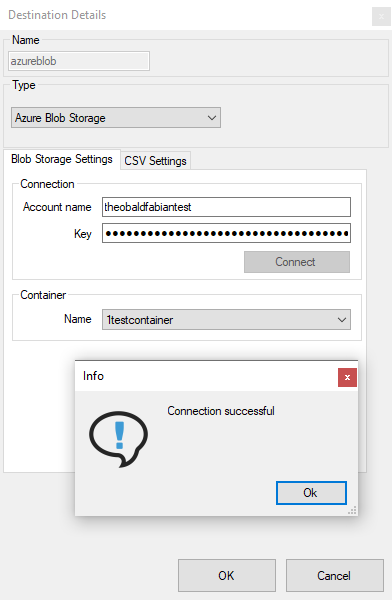 Destination Details
x
Name
azureblob
Type
Azure Blob Storage
Blob Storage Settings CSV Settings
Connection
Account name theobaldfabiantest
Key ●●●●●●●●●●●●●●●●●●●●●●●●●●●●●●●●●●
Connect
Container
Name 1testcontainer
Info x
Connection successful
Ok
OK Cancel